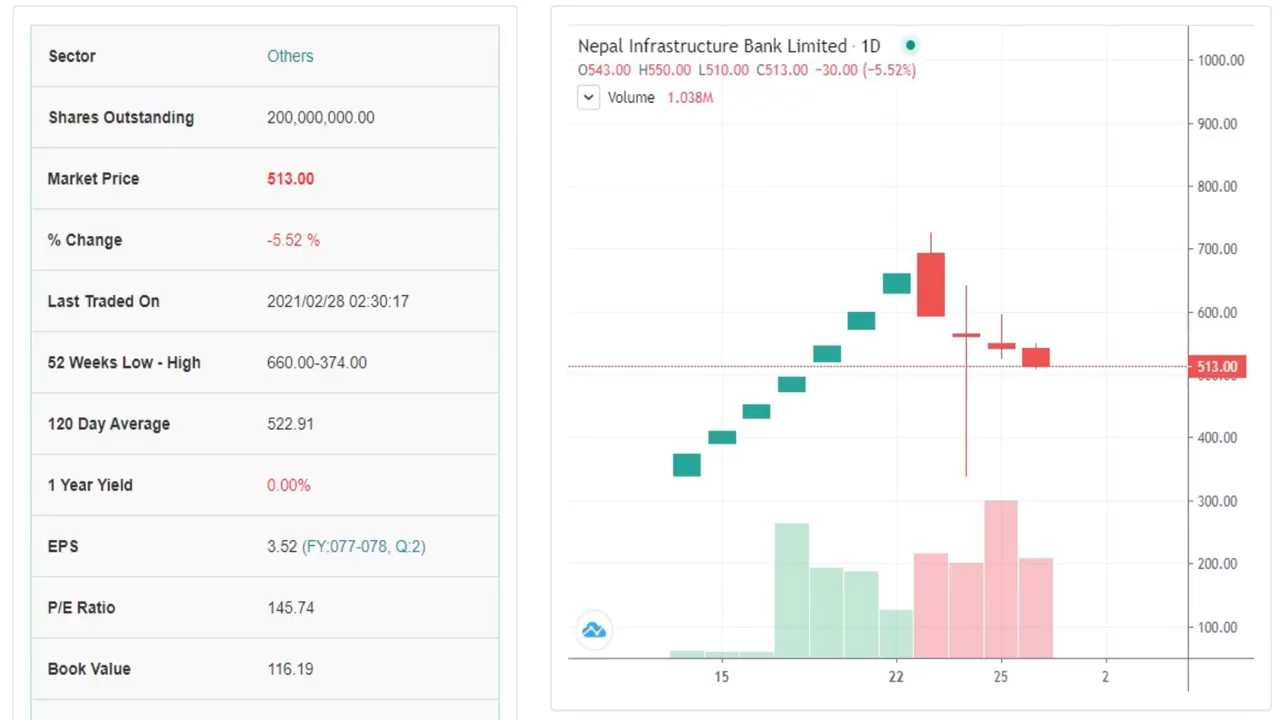 Sector Others
Shares Outstanding 200,000,000.00
Market Price 513.00
% Change -5.52 %
Last Traded On 2021/02/28 02:30:17
52 Weeks Low - High 660.00-374.00
120 Day Average 522.91
1 Year Yield 0.00%
EPS 3.52 (FY:077-078, Q:2)
P/E Ratio 145.74
Book Value 116.19
Nepal Infrastructure Bank Limited · 1D
O543.00 H550.00 L510.00 C513.00 −30.00 (−5.52%)
Volume 1.038M
1000.00
900.00
800.00
700.00
600.00
513.00
400.00
300.00
200.00
100.00
15 22 25 2